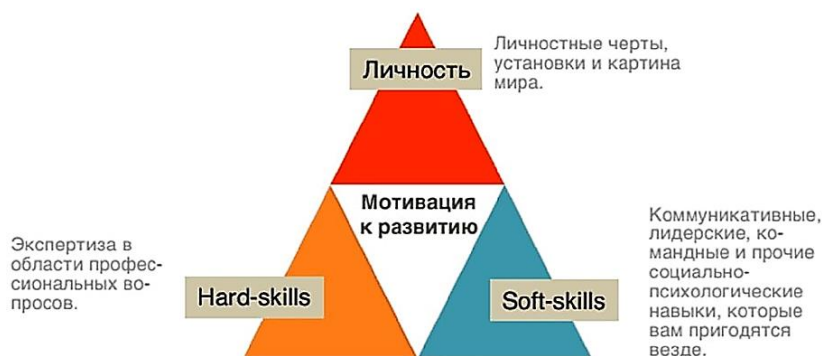 Личность
Личностные черты,
установки и картина
мира.
Мотивация
к развитию
Экспертиза в
области профес-
сиональных во-
просов.
Hard-skills
Soft-skills
Коммуникативные,
лидерские, ко-
мандные и прочие
социально-
психологические
навыки, которые
вам пригодятся
везде.